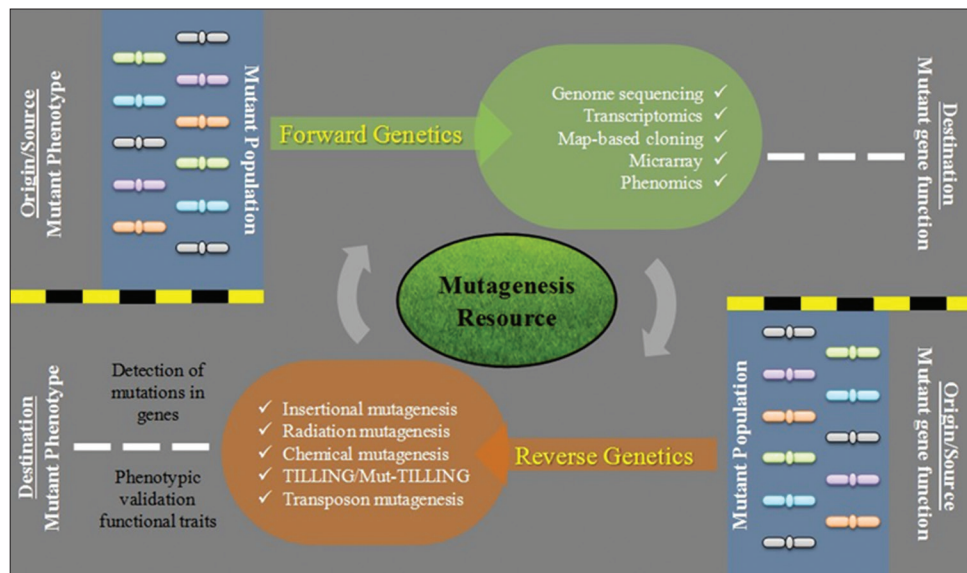 Origin/Source
Mutant Phenotype
Mutant Population
Forward Genetics
Genome sequencing ✓
Transcriptomics ✓
Map-based cloning ✓
Micrarray ✓
Phenomics ✓
Destination
Mutant gene function
Mutagenesis
Resource
Destination
Mutant Phenotype
Detection of
mutations in
genes
Phenotypic
validation
functional traits
✓ Insertional mutagenesis
✓ Radiation mutagenesis
✓ Chemical mutagenesis
✓ TILLING/Mut-TILLING
✓ Transposon mutagenesis
Reverse Genetics
Mutant Population
Origin/Source
Mutant gene function